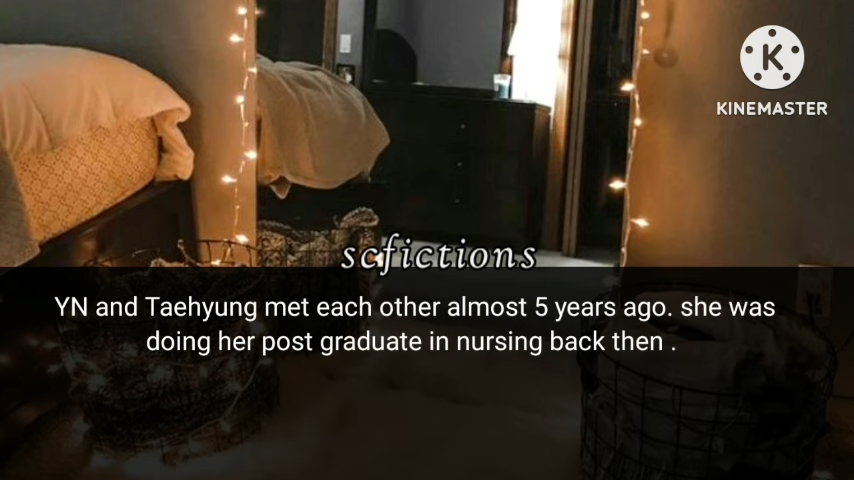 KINEMASTER
scfictions
YN and Taehyung met each other almost 5 years ago. she was
doing her post graduate in nursing back then .